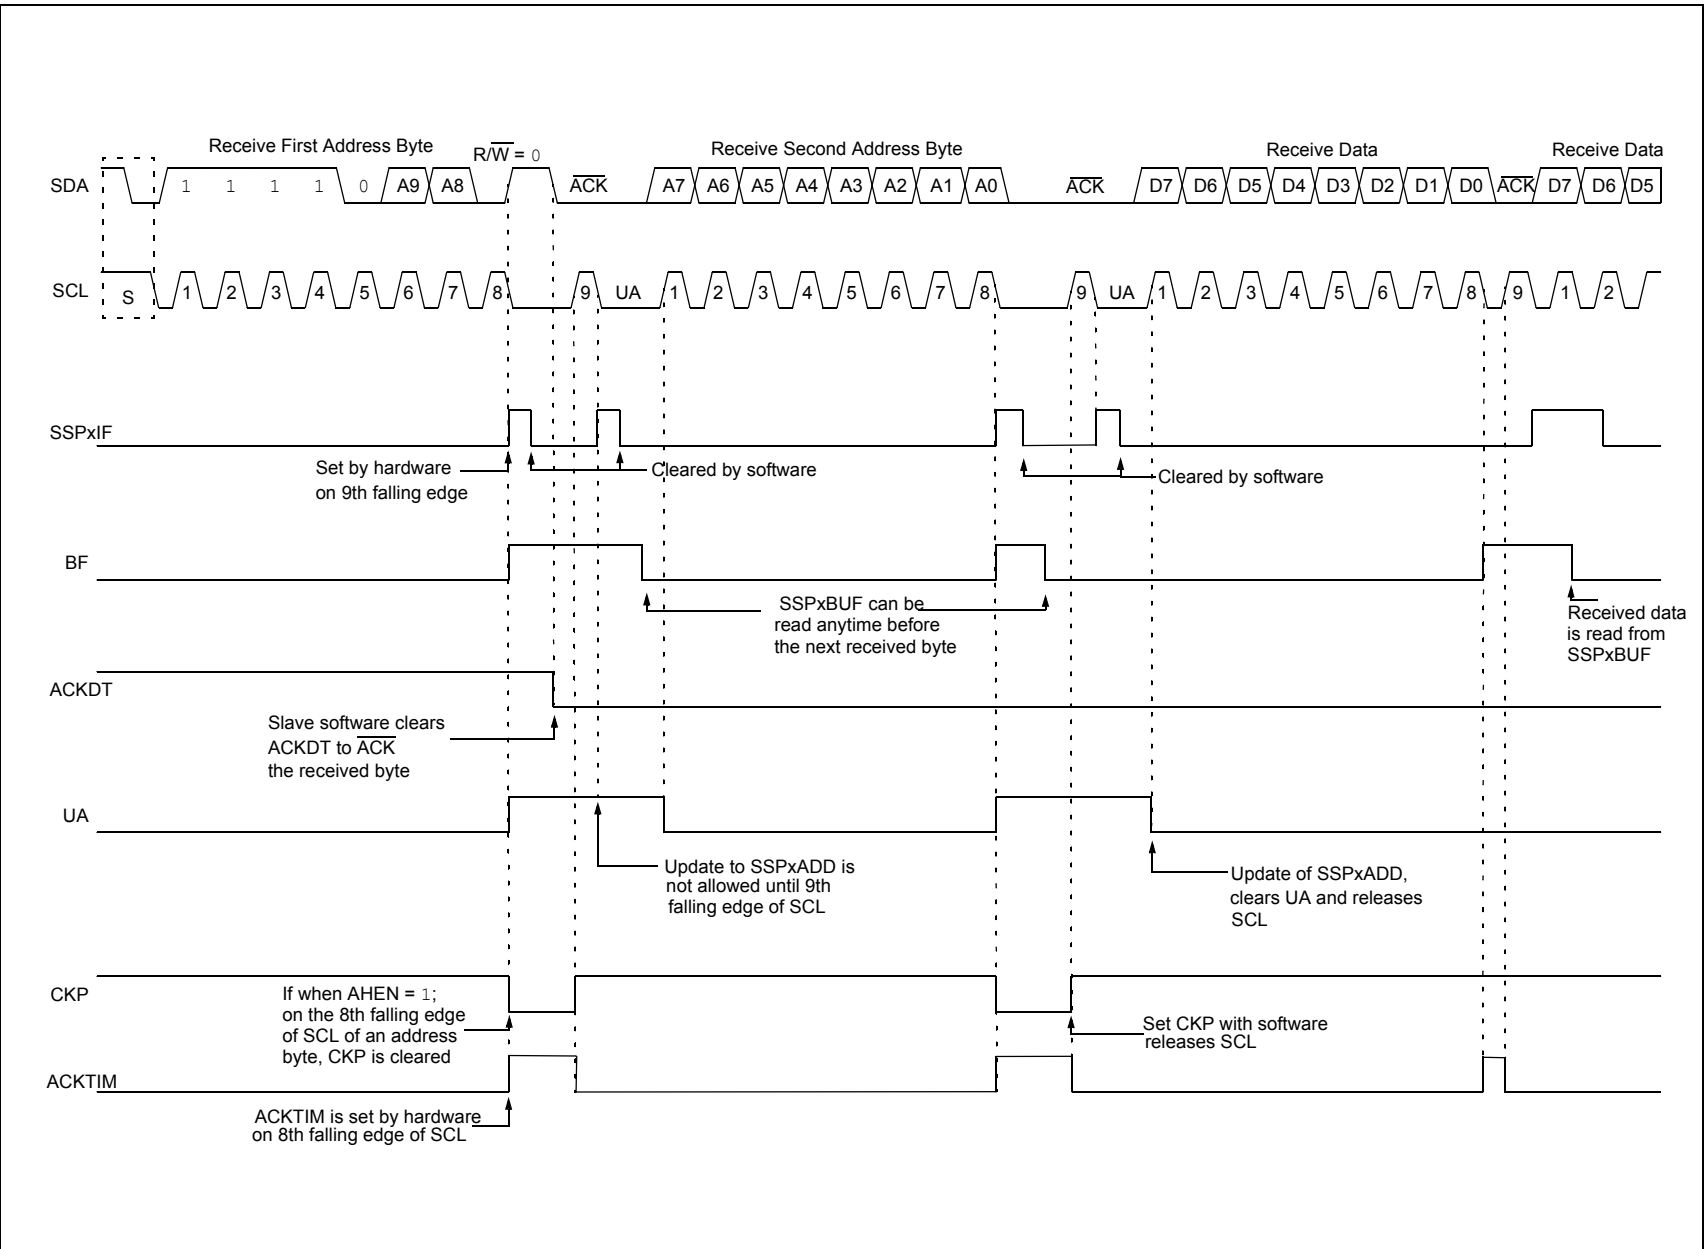 Receive First Address Byte
R/W = 0
Receive Second Address Byte
Receive Data
Receive Data
SDA
1 1 1 1 0 A9 A8
ACK
A7 A6 A5 A4 A3 A2 A1 A0
ACK
D7 D6 D5 D4 D3 D2 D1 D0
ACK
D7 D6 D5
SCL
S
1 2 3 4 5 6 7 8 9 UA
1 2 3 4 5 6 7 8 9 UA
1 2 3 4 5 6 7 8 9 1 2
SSPxIF
Set by hardware
on 9th falling edge
Cleared by software
Cleared by software
BF
SSPxBUF can be
read anytime before
the next received byte
Received data
is read from
SSPxBUF
ACKDT
Slave software clears
ACKDT to ACK
the received byte
UA
Update to SSPxADD is
not allowed until 9th
falling edge of SCL
Update of SSPxADD,
clears UA and releases
SCL
CKP
If when AHEN = 1;
on the 8th falling edge
of SCL of an address
byte, CKP is cleared
Set CKP with software
releases SCL
ACKTIM
ACKTIM is set by hardware
on 8th falling edge of SCL